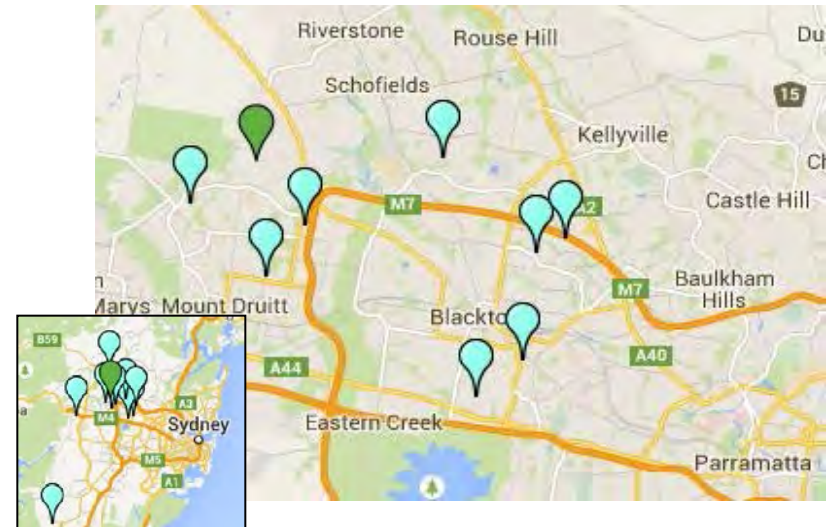 Riverstone
Rouse Hill
Du
Schofields
15
Kellyville
Ch
M7
A2
Castle Hill
Baulkham
Hills
M7
Marys
Mount Druitt
Blackto
A40
A44
Eastern Creek
Parramatta
B59
A3
M4
Sydney
M5
A1